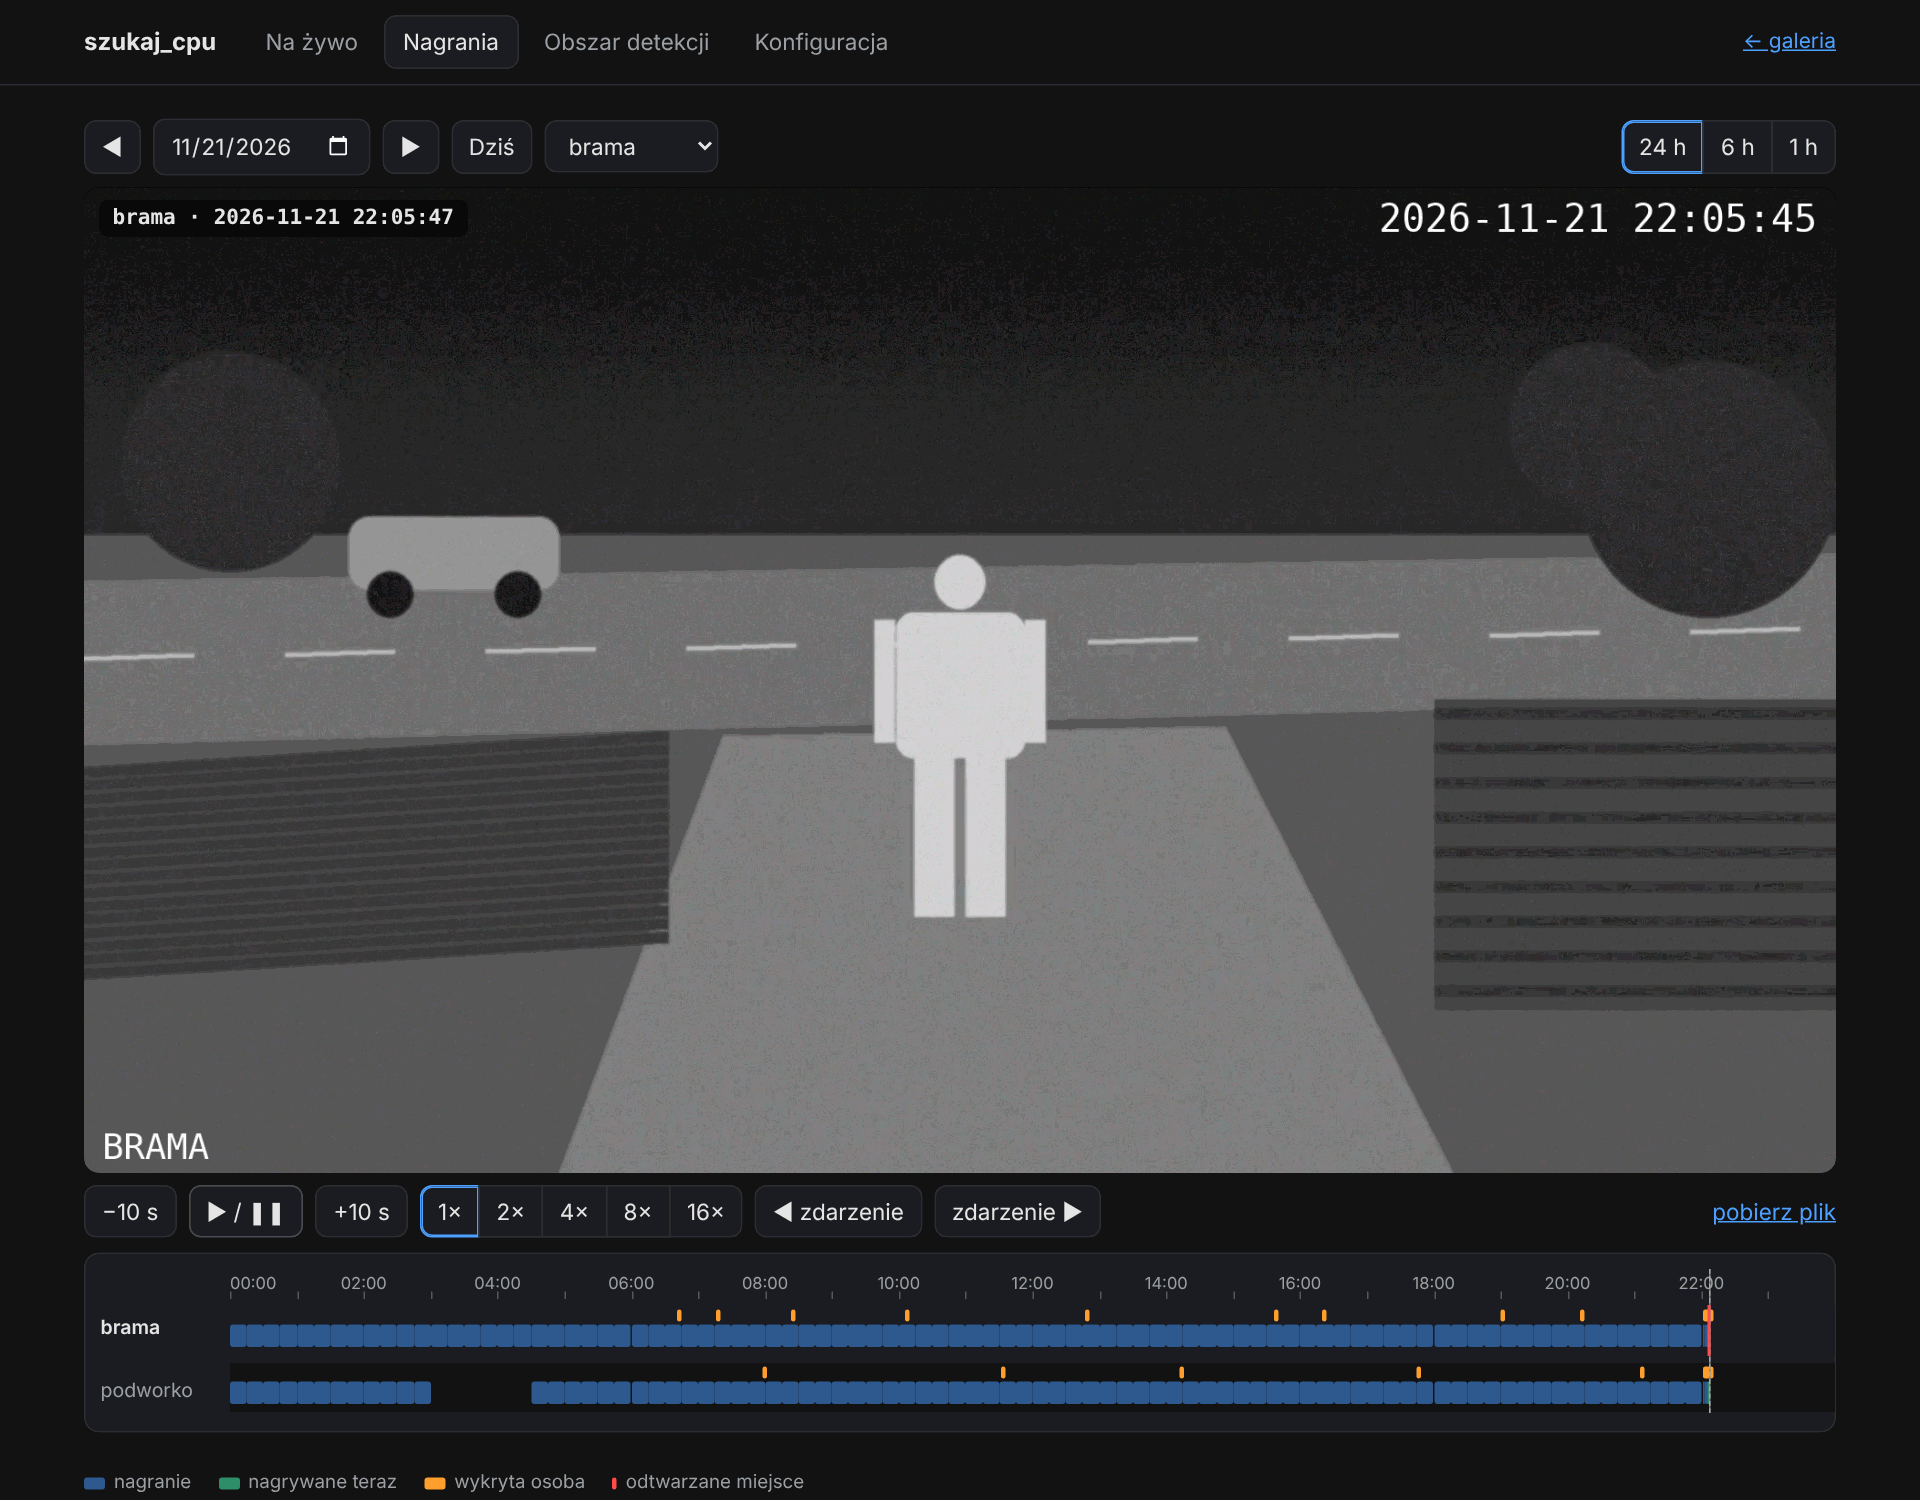 szukaj_cpu Na żywo Nagrania Obszar detekcji Konfiguracja ← galeria
◀ 11/21/2026 ▶ Dziś brama 24 h 6 h 1 h
brama · 2026-11-21 22:05:47 2026-11-21 22:05:45
BRAMA
−10 s ▶ / ❚❚ +10 s 1× 2× 4× 8× 16× ◀ zdarzenie zdarzenie ▶ pobierz plik
00:00 02:00 04:00 06:00 08:00 10:00 12:00 14:00 16:00 18:00 20:00 22:00
brama
podworko
nagranie nagrywane teraz wykryta osoba odtwarzane miejsce